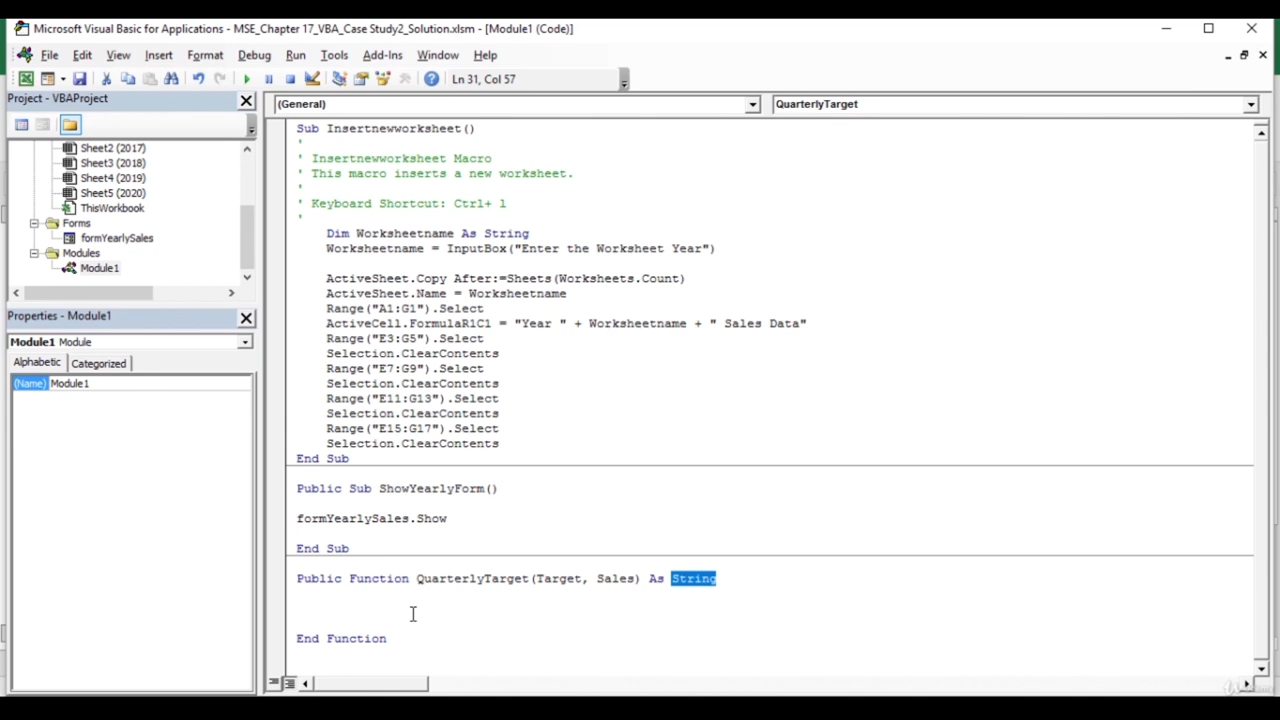 Microsoft Visual Basic for Applications - MSE_Chapter 17_VBA_Case Study2_Solution.xlsm - [Module1 (Code)]
File Edit View Insert Format Debug Run Tools Add-Ins Window Help
Ln 31, Col 57
Project - VBAProject
Sheet2 (2017)
Sheet3 (2018)
Sheet4 (2019)
Sheet5 (2020)
ThisWorkbook
Forms
formYearlySales
Modules
Module1
Properties - Module1
Module1 Module
Alphabetic Categorized
(Name) Module1
(General) QuarterlyTarget
Sub Insertnewworksheet()
'
' Insertnewworksheet Macro
' This macro inserts a new worksheet.
'
' Keyboard Shortcut: Ctrl+ l
'
Dim Worksheetname As String
Worksheetname = InputBox("Enter the Worksheet Year")
ActiveSheet.Copy After:=Sheets(Worksheets.Count)
ActiveSheet.Name = Worksheetname
Range("A1:G1").Select
ActiveCell.FormulaR1C1 = "Year " + Worksheetname + " Sales Data"
Range("E3:G5").Select
Selection.ClearContents
Range("E7:G9").Select
Selection.ClearContents
Range("E11:G13").Select
Selection.ClearContents
Range("E15:G17").Select
Selection.ClearContents
End Sub
Public Sub ShowYearlyForm()
formYearlySales.Show
End Sub
Public Function QuarterlyTarget(Target, Sales) As String
End Function